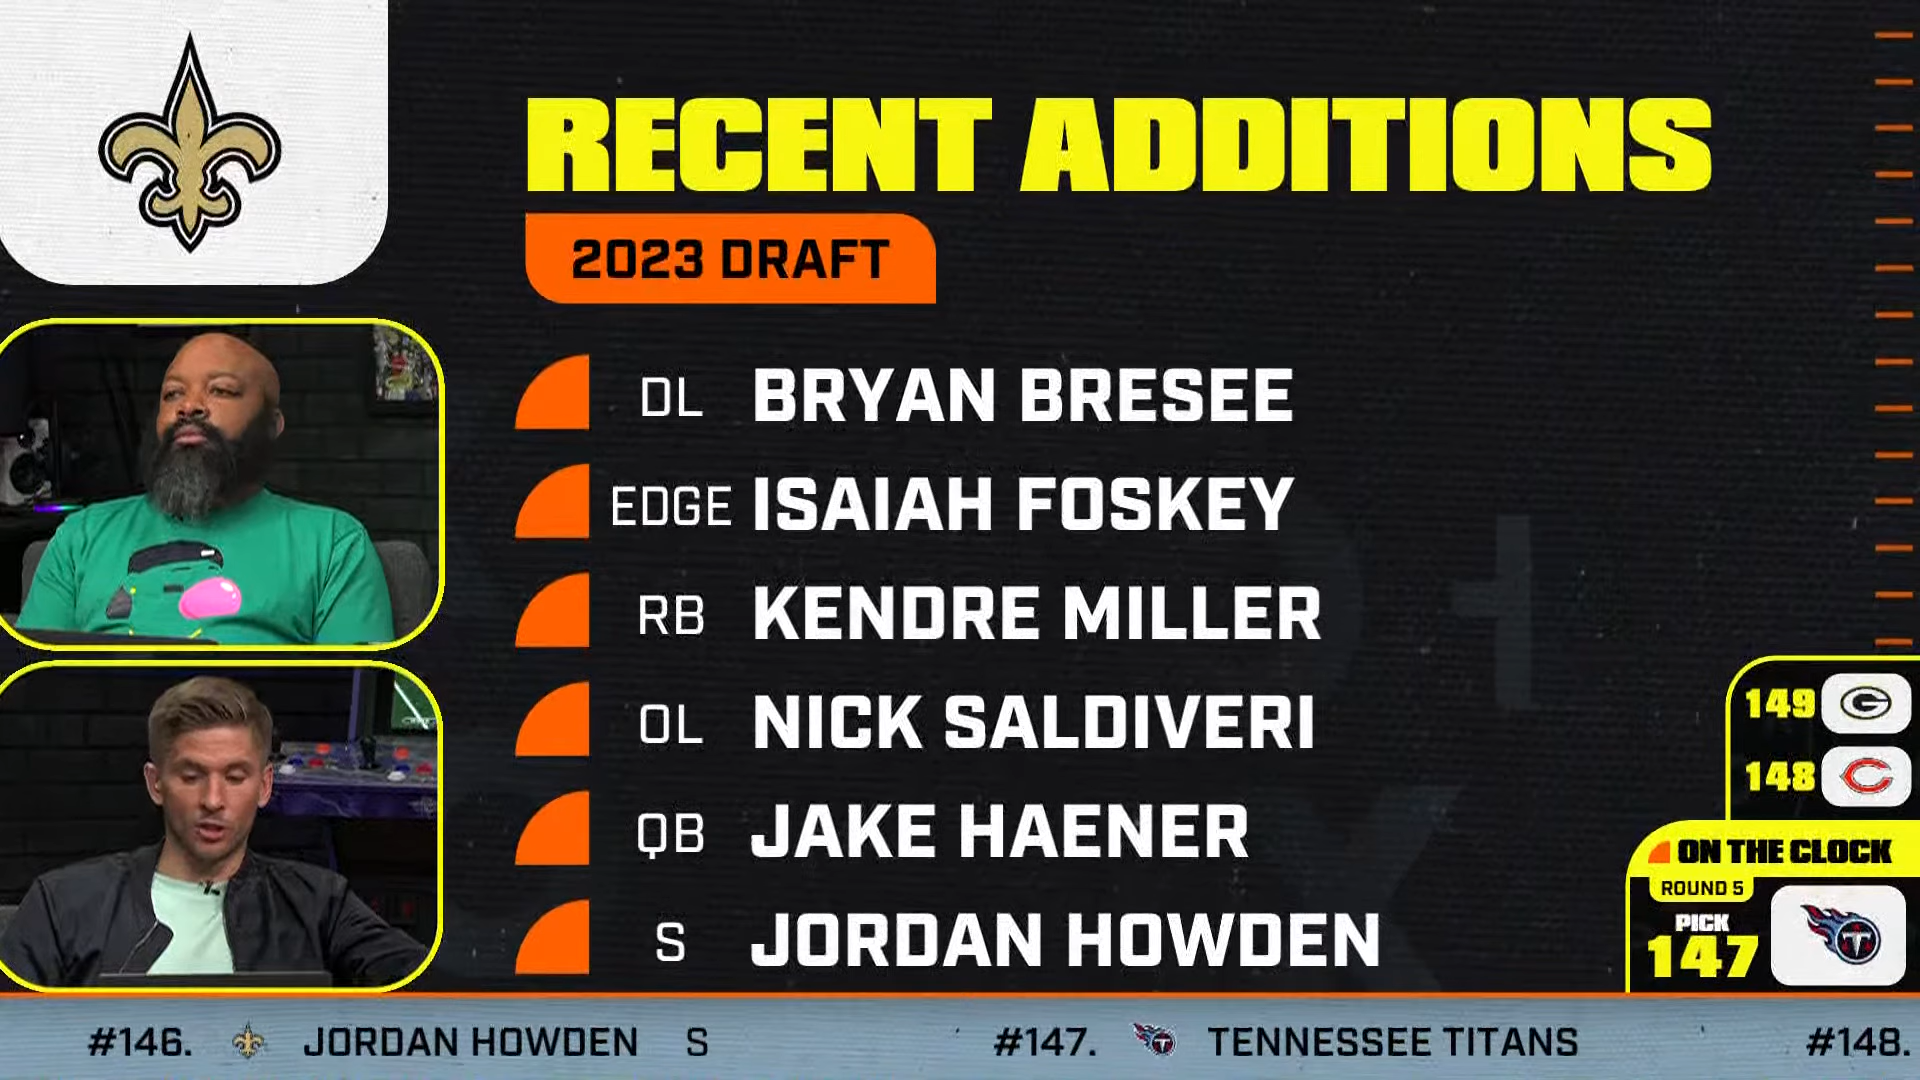 RECENT ADDITIONS
2023 DRAFT
DL BRYAN BRESEE
EDGE ISAIAH FOSKEY
RB KENDRE MILLER
OL NICK SALDIVERI
QB JAKE HAENER
S JORDAN HOWDEN
149 G
148 C
ON THE CLOCK
ROUND 5
PICK
147 T
#146. JORDAN HOWDEN S #147. TENNESSEE TITANS #148.